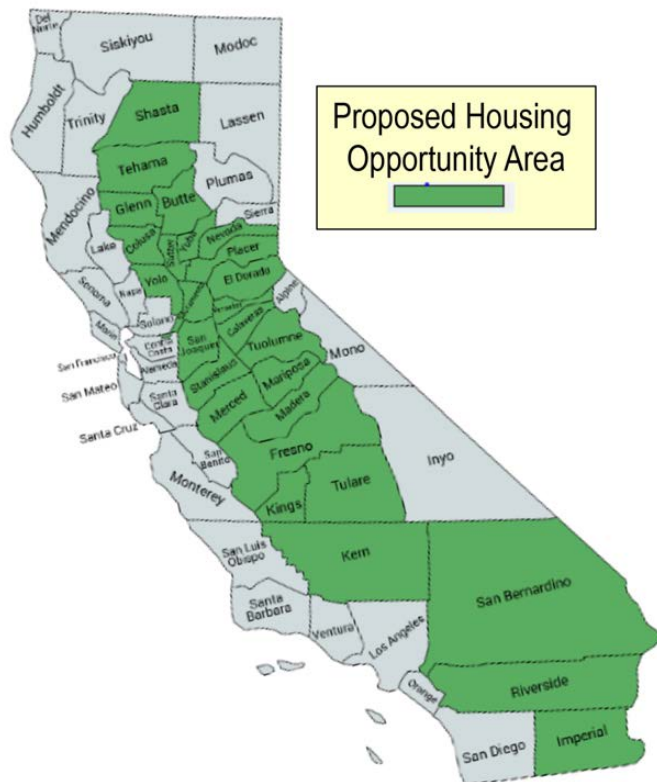 Del
Norte
Siskiyou
Modoc
Proposed Housing
Opportunity Area
Humboldt
Trinity
Shasta
Lassen
Tehama
Plumas
Mendocino
Glenn
Butte
Sierra
Lake
Colusa
Sutter
Yuba
Nevada
Placer
Sonoma
Napa
Yolo
El Dorado
Alpine
Marin
Solano
Calaveras
San Francisco
Contra
Costa
San
Joaquin
Tuolumne
Mono
Alameda
Stanislaus
San Mateo
Santa
Clara
Merced
Mariposa
Madera
Santa Cruz
San
Benito
Fresno
Inyo
Monterey
Tulare
Kings
San Luis
Obispo
Kern
San Bernardino
Santa
Barbara
Ventura
Los Angeles
Orange
Riverside
San Diego
Imperial